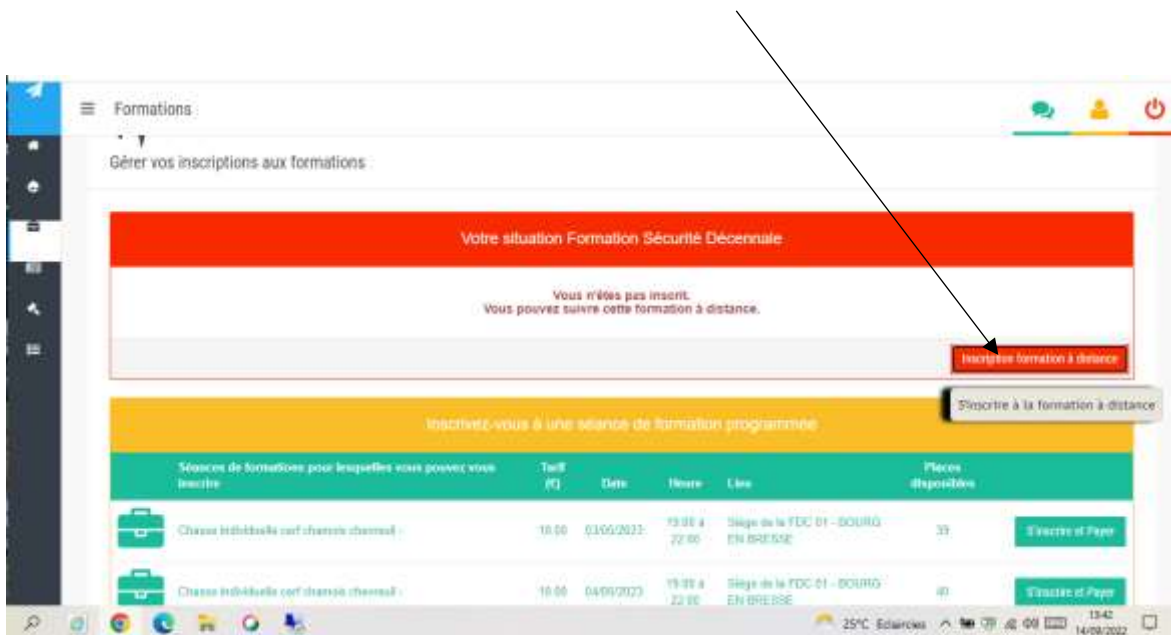 Formations
Gérer vos inscriptions aux formations
Votre situation Formation Sécurité Décennale
Vous n'êtes pas inscrit.
Vous pouvez suivre cette formation à distance.
Inscription formation à distance
S'inscrire à la formation à distance
Inscrivez-vous à une séance de formation programmée
Séances de formations pour lesquelles vous pouvez vous inscrire
Tarif (€)
Date
Heure
Lieu
Places disponibles
Chasse individuelle cerf chamois chevreuil -
10.00
03/05/2023
19:00 à 22:00
Siège de la FDC 01 - BOURG EN BRESSE
39
S'inscrire et Payer
Chasse individuelle cerf chamois chevreuil -
10.00
04/05/2023
19:00 à 22:00
Siège de la FDC 01 - BOURG EN BRESSE
40
S'inscrire et Payer
25°C Eclaircies
13:42
14/09/2022